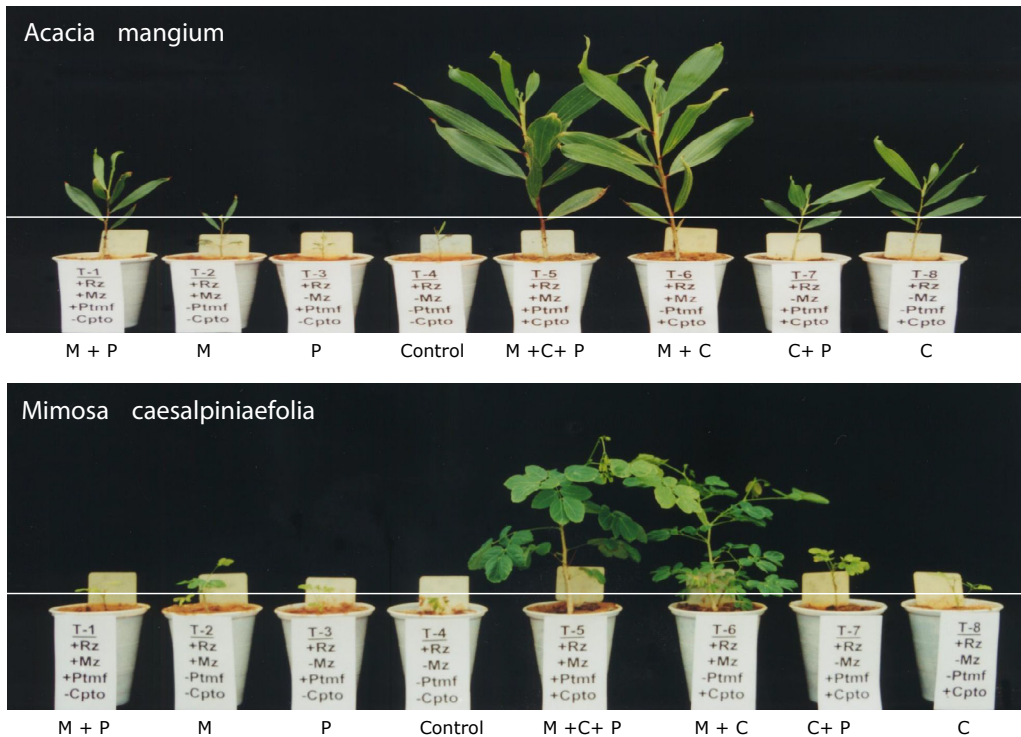 Acacia mangium
T-1
+Rz
+Mz
+Ptmf
-Cpto
T-2
+Rz
+Mz
-Ptmf
-Cpto
T-3
+Rz
-Mz
+Ptmf
-Cpto
T-4
+Rz
-Mz
-Ptmf
-Cpto
T-5
+Rz
+Mz
+Ptmf
+Cpto
T-6
+Rz
+Mz
-Ptmf
+Cpto
T-7
+Rz
-Mz
+Ptmf
+Cpto
T-8
+Rz
-Mz
-Ptmf
+Cpto
M + P
M
P
Control
M +C+ P
M + C
C+ P
C
Mimosa caesalpiniaefolia
T-1
+Rz
+Mz
+Ptmf
-Cpto
T-2
+Rz
+Mz
-Ptmf
-Cpto
T-3
+Rz
-Mz
+Ptmf
-Cpto
T-4
+Rz
-Mz
-Ptmf
-Cpto
T-5
+Rz
+Mz
+Ptmf
+Cpto
T-6
+Rz
+Mz
-Ptmf
+Cpto
T-7
+Rz
-Mz
+Ptmf
+Cpto
T-8
+Rz
-Mz
-Ptmf
+Cpto
M + P
M
P
Control
M +C+ P
M + C
C+ P
C